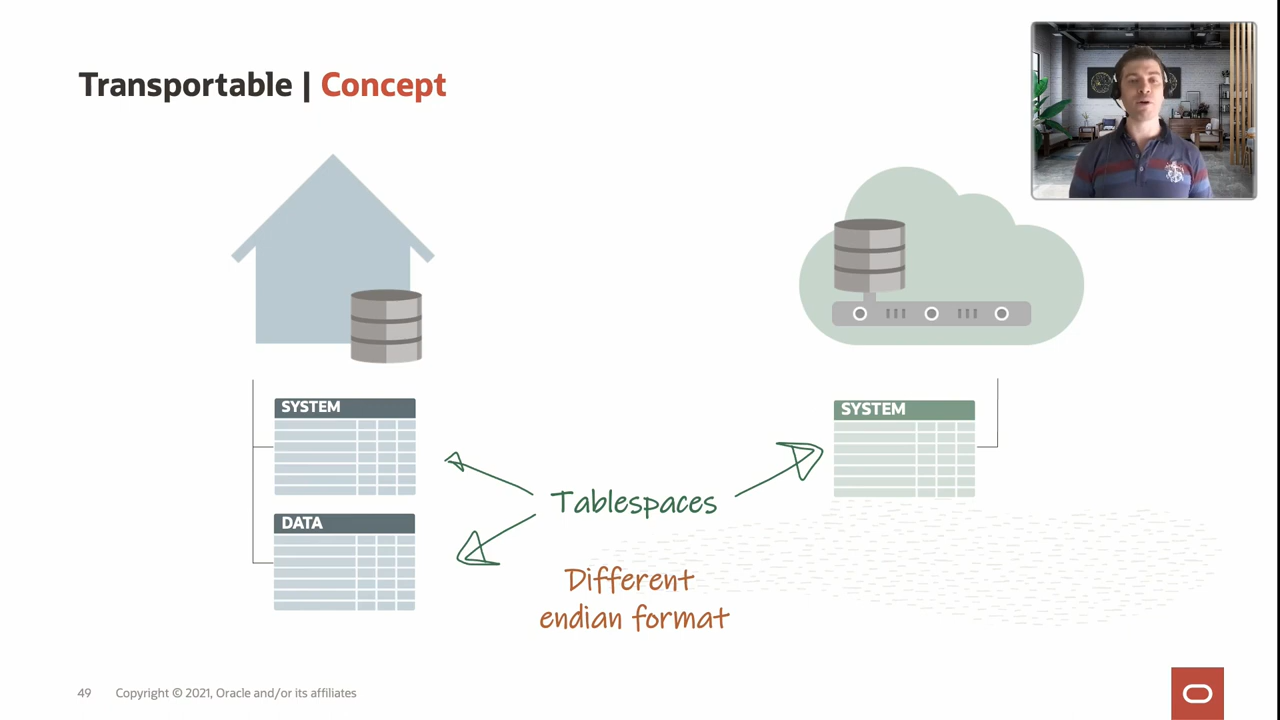 Transportable | Concept
SYSTEM
SYSTEM
Tablespaces
DATA
Different
endian format
49 Copyright © 2021, Oracle and/or its affiliates